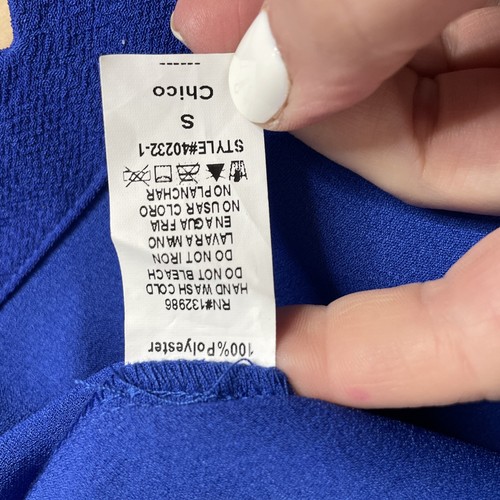 100%Polyester
RN#132986
HAND WASH COLD
DO NOT BLEACH
DO NOT IRON
LAVARA MANO
EN AGUA FRIA
NO USAR CLORO
NO PLANCHAR
STYLE#40232-1
S
Chico